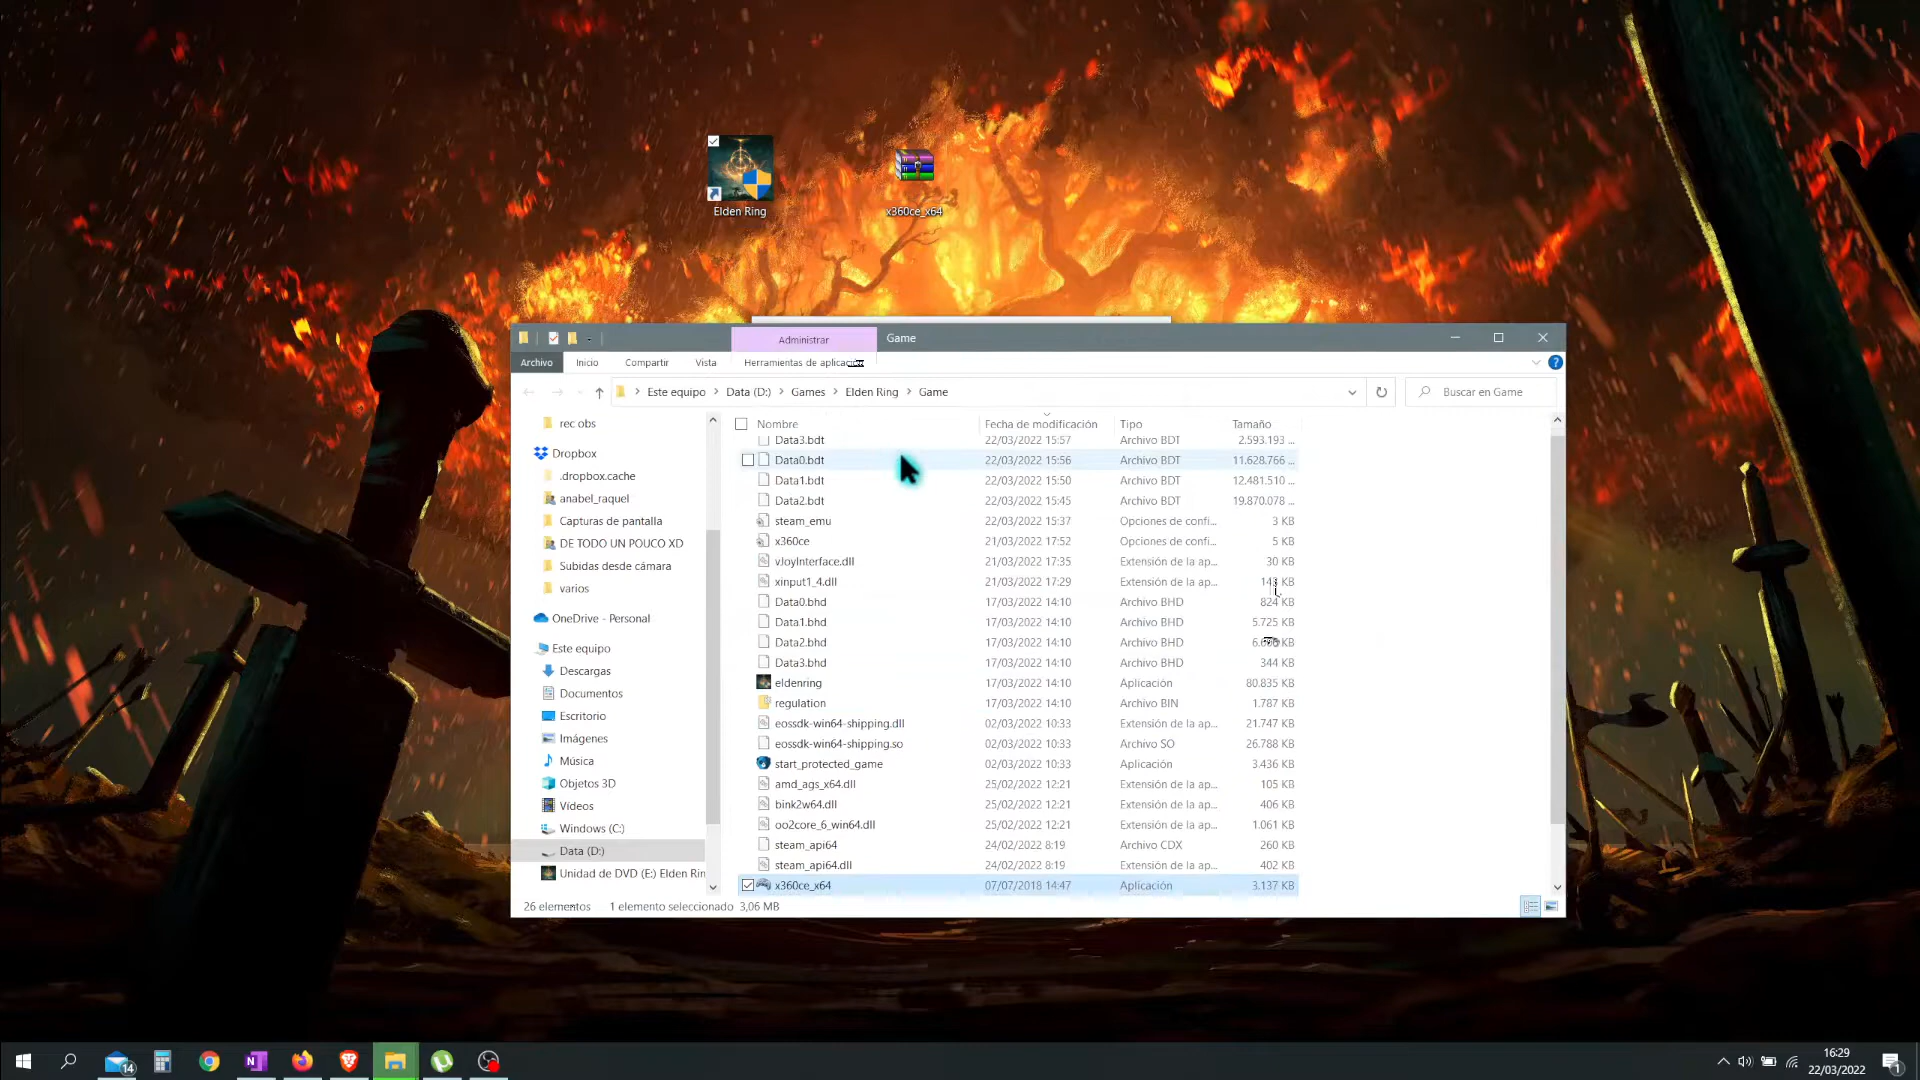 Elden Ring
x360ce_x64
Administrar
Game
Archivo
Inicio
Compartir
Vista
Herramientas de
Este equipo > Data (D:) > Games > Elden Ring > Game
Buscar en Game
Nombre
Fecha de modificación
Tipo
Tamaño
rec obs
Dropbox
.dropbox.cache
anabel_raquel
Capturas de pantalla
DE TODO UN POCO XD
Subidas desde cámara
varios
OneDrive - Personal
Este equipo
Descargas
Documentos
Escritorio
Imágenes
Música
Objetos 3D
Vídeos
Windows (C:)
Data (D:)
Unidad de DVD (E:) Elden Rin
Data3.bdt 22/03/2022 15:57 Archivo BDT 2.593.193 ...
Data0.bdt 22/03/2022 15:56 Archivo BDT 11.628.766 ...
Data1.bdt 22/03/2022 15:50 Archivo BDT 12.481.510 ...
Data2.bdt 22/03/2022 15:45 Archivo BDT 19.870.078 ...
steam_emu 22/03/2022 15:37 Opciones de confi... 3 KB
x360ce 21/03/2022 17:52 Opciones de confi... 5 KB
vJoyInterface.dll 21/03/2022 17:35 Extensión de la ap... 30 KB
xinput1_4.dll 21/03/2022 17:29 Extensión de la ap... KB
Data0.bhd 17/03/2022 14:10 Archivo BHD 824 KB
Data1.bhd 17/03/2022 14:10 Archivo BHD 5.725 KB
Data2.bhd 17/03/2022 14:10 Archivo BHD KB
Data3.bhd 17/03/2022 14:10 Archivo BHD 344 KB
eldenring 17/03/2022 14:10 Aplicación 80.835 KB
regulation 17/03/2022 14:10 Archivo BIN 1.787 KB
eossdk-win64-shipping.dll 02/03/2022 10:33 Extensión de la ap... 21.747 KB
eossdk-win64-shipping.so 02/03/2022 10:33 Archivo SO 26.788 KB
start_protected_game 02/03/2022 10:33 Aplicación 3.436 KB
amd_ags_x64.dll 25/02/2022 12:21 Extensión de la ap... 105 KB
bink2w64.dll 25/02/2022 12:21 Extensión de la ap... 406 KB
oo2core_6_win64.dll 25/02/2022 12:21 Extensión de la ap... 1.061 KB
steam_api64 24/02/2022 8:19 Archivo CDX 260 KB
steam_api64.dll 24/02/2022 8:19 Extensión de la ap... 402 KB
x360ce_x64 07/07/2018 14:47 Aplicación 3.137 KB
26 elementos
1 elemento seleccionado 3,06 MB
14
16:29
22/03/2022
1